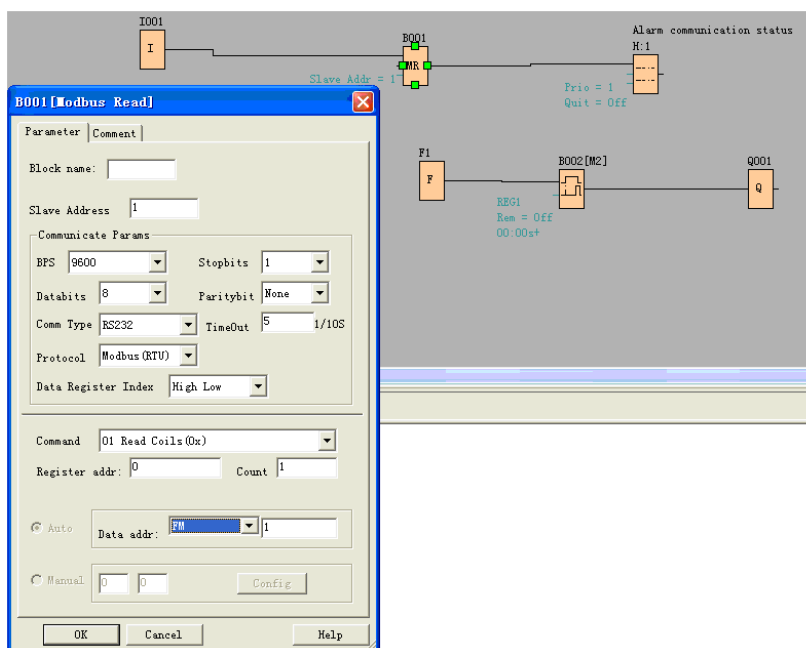 I001
I
B001
MR
Slave Addr = 1
Alarm communication status
H:1
Prio = 1
Quit = Off
F1
F
B002[M2]
REG1
Rem = Off
00:00s+
Q001
Q
B001[Modbus Read]
Parameter Comment
Block name:
Slave Address 1
Communicate Params
BPS 9600 Stopbits 1
Databits 8 Paritybit None
Comm Type RS232 TimeOut 5 1/10S
Protocol Modbus(RTU)
Data Register Index High Low
Command 01 Read Coils(0x)
Register addr: 0 Count 1
Auto Data addr: FM 1
Manual 0 0 Config
OK Cancel Help